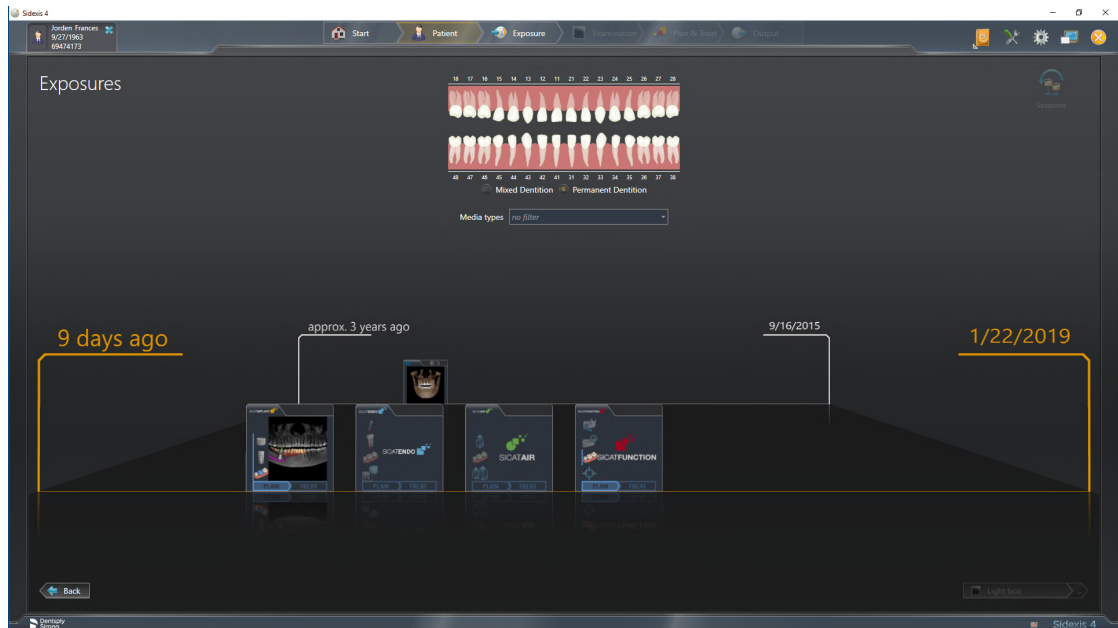 Sidexis 4
Jorden Frances
9/27/1963
69474173
Start
Patient
Exposure
Examination
Plan & Treat
Output
Exposures
Sessions
18 17 16 15 14 13 12 11 21 22 23 24 25 26 27 28
48 47 46 45 44 43 42 41 31 32 33 34 35 36 37 38
Mixed Dentition
Permanent Dentition
Media types
no filter
9 days ago
approx. 3 years ago
9/16/2015
1/22/2019
SICATENDO
SICATAIR
SICATFUNCTION
PLAN TREAT
PLAN TREAT
PLAN TREAT
PLAN TREAT
Back
Light box
Dentsply
Sirona
Sidexis 4